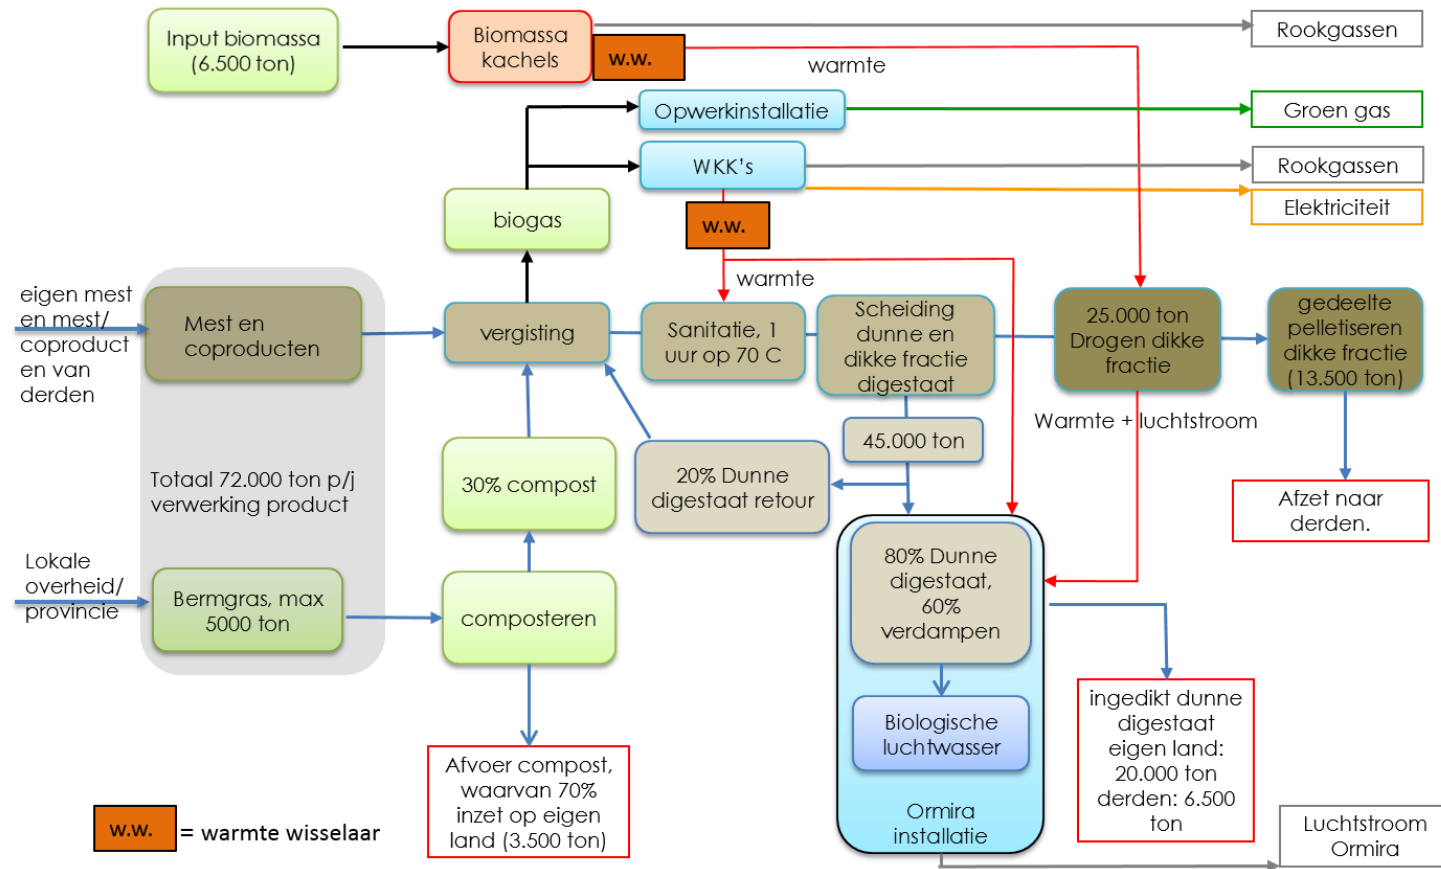 Input biomassa
(6.500 ton)
Biomassa
kachels
w.w.
warmte
Rookgassen
Opwerkinstallatie
Groen gas
WKK's
Rookgassen
Elektriciteit
biogas
w.w.
warmte
eigen mest
en mest/
coproduct
en van
derden
Mest en
coproducten
vergisting
Sanitatie, 1
uur op 70 C
Scheiding
dunne en
dikke fractie
digestaat
25.000 ton
Drogen dikke
fractie
gedeelte
pelletiseren
dikke fractie
(13.500 ton)
Warmte + luchtstroom
45.000 ton
Totaal 72.000 ton p/j
verwerking product
30% compost
20% Dunne
digestaat retour
Afzet naar
derden.
Lokale
overheid/
provincie
Bermgras, max
5000 ton
composteren
80% Dunne
digestaat,
60%
verdampen
Biologische
luchtwasser
Ormira
installatie
ingedikt dunne
digestaat
eigen land:
20.000 ton
derden: 6.500
ton
Afvoer compost,
waarvan 70%
inzet op eigen
land (3.500 ton)
w.w.
= warmte wisselaar
Luchtstroom
Ormira